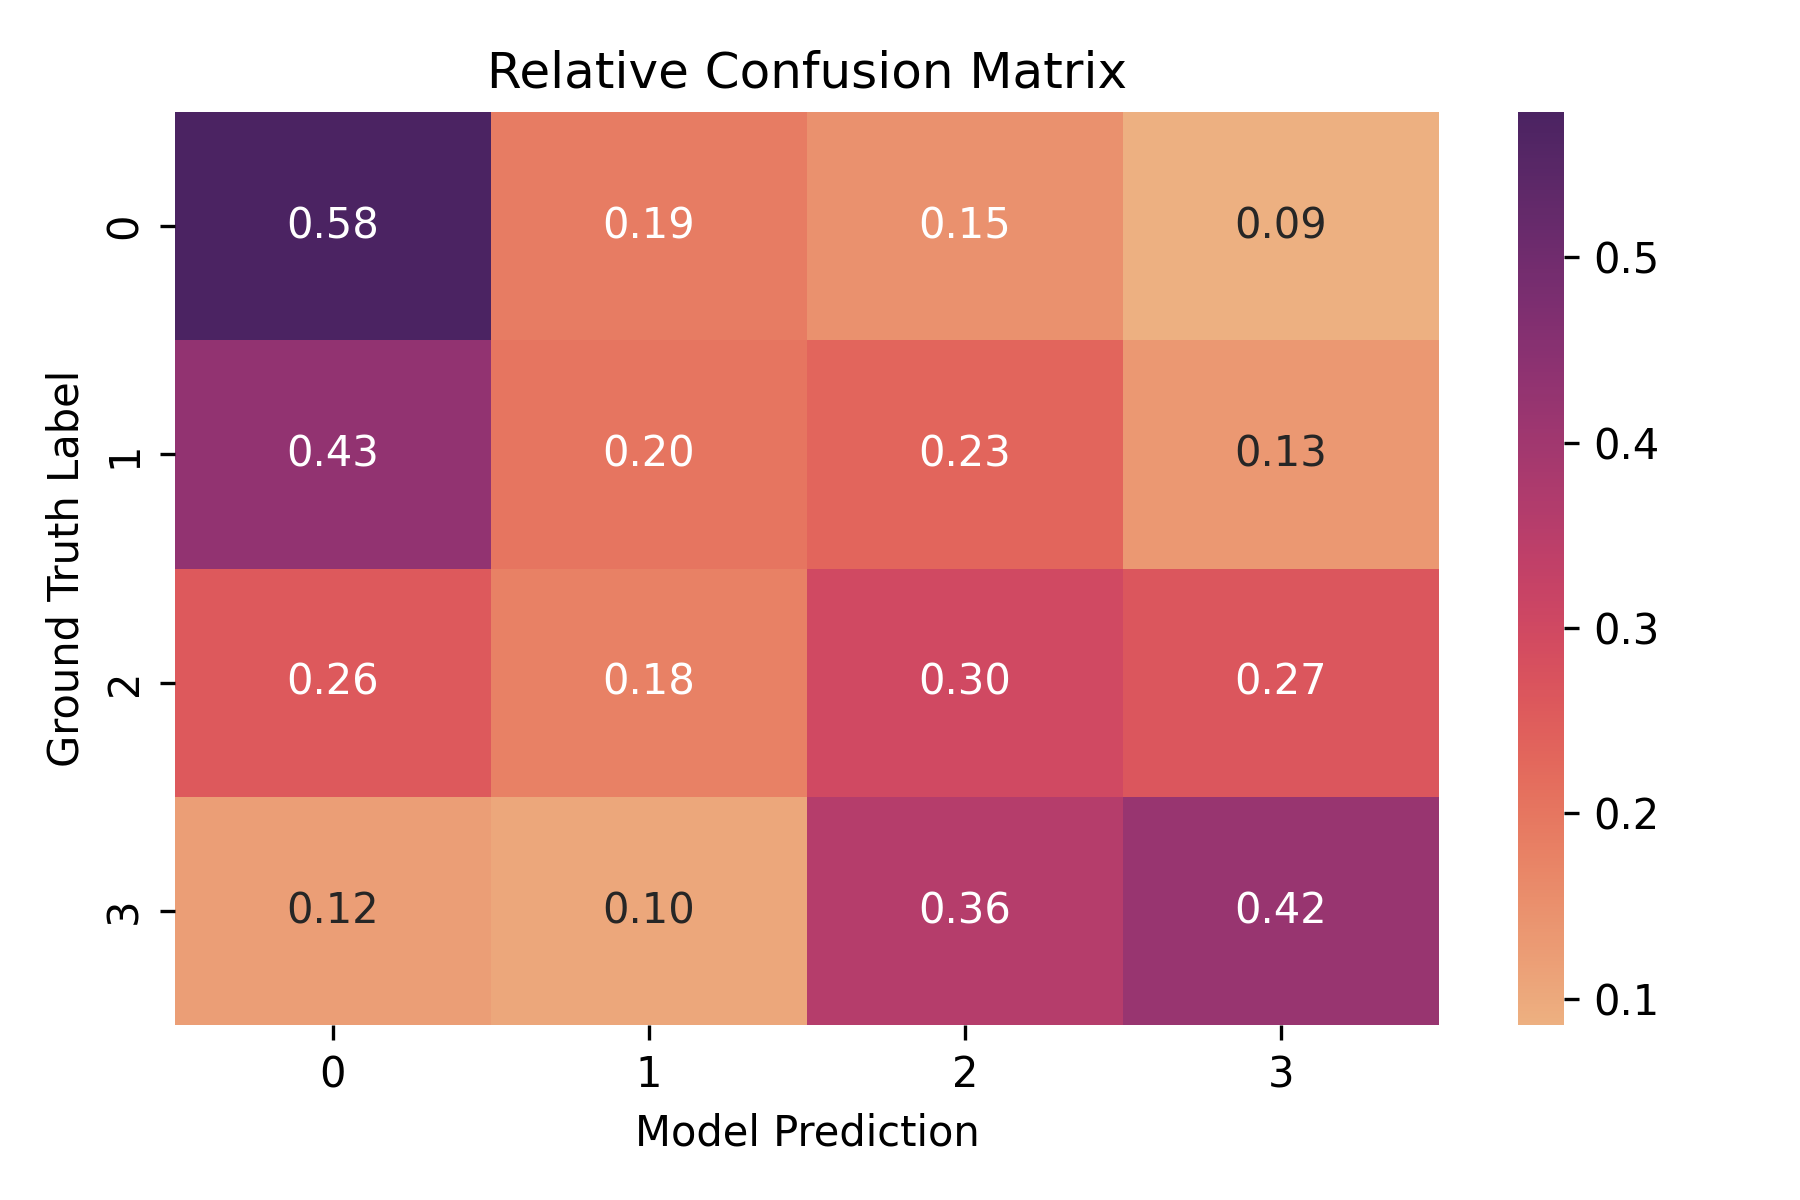 Relative Confusion Matrix
Ground Truth Label
0 0.58 0.19 0.15 0.09
1 0.43 0.20 0.23 0.13
2 0.26 0.18 0.30 0.27
3 0.12 0.10 0.36 0.42
0 1 2 3
Model Prediction
0.5
0.4
0.3
0.2
0.1